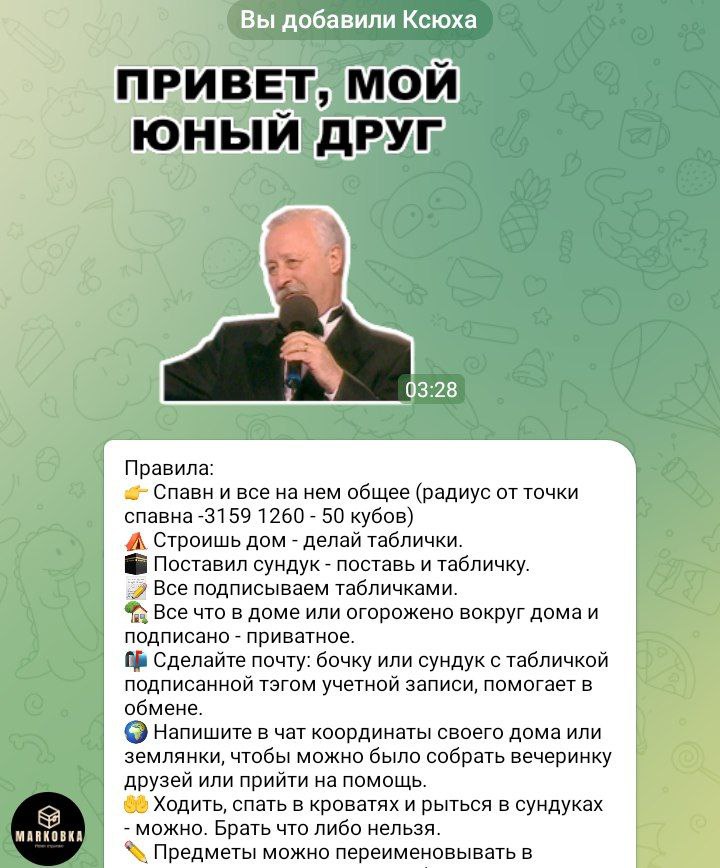 Вы добавили Ксюха
ПРИВЕТ, МОЙ
ЮНЫЙ ДРУГ
03:28
Правила:
👉 Спавн и все на нем общее (радиус от точки
спавна -3159 1260 - 50 кубов)
⛺ Строишь дом - делай таблички.
🕋 Поставил сундук - поставь и табличку.
📝 Все подписываем табличками.
🏡 Все что в доме или огорожено вокруг дома и
подписано - приватное.
📬 Сделайте почту: бочку или сундук с табличкой
подписанной тэгом учетной записи, помогает в
обмене.
🌍 Напишите в чат координаты своего дома или
землянки, чтобы можно было собрать вечеринку
друзей или прийти на помощь.
🤲 Ходить, спать в кроватях и рыться в сундуках
- можно. Брать что либо нельзя.
✏️ Предметы можно переименовывать в
MARKOBKA